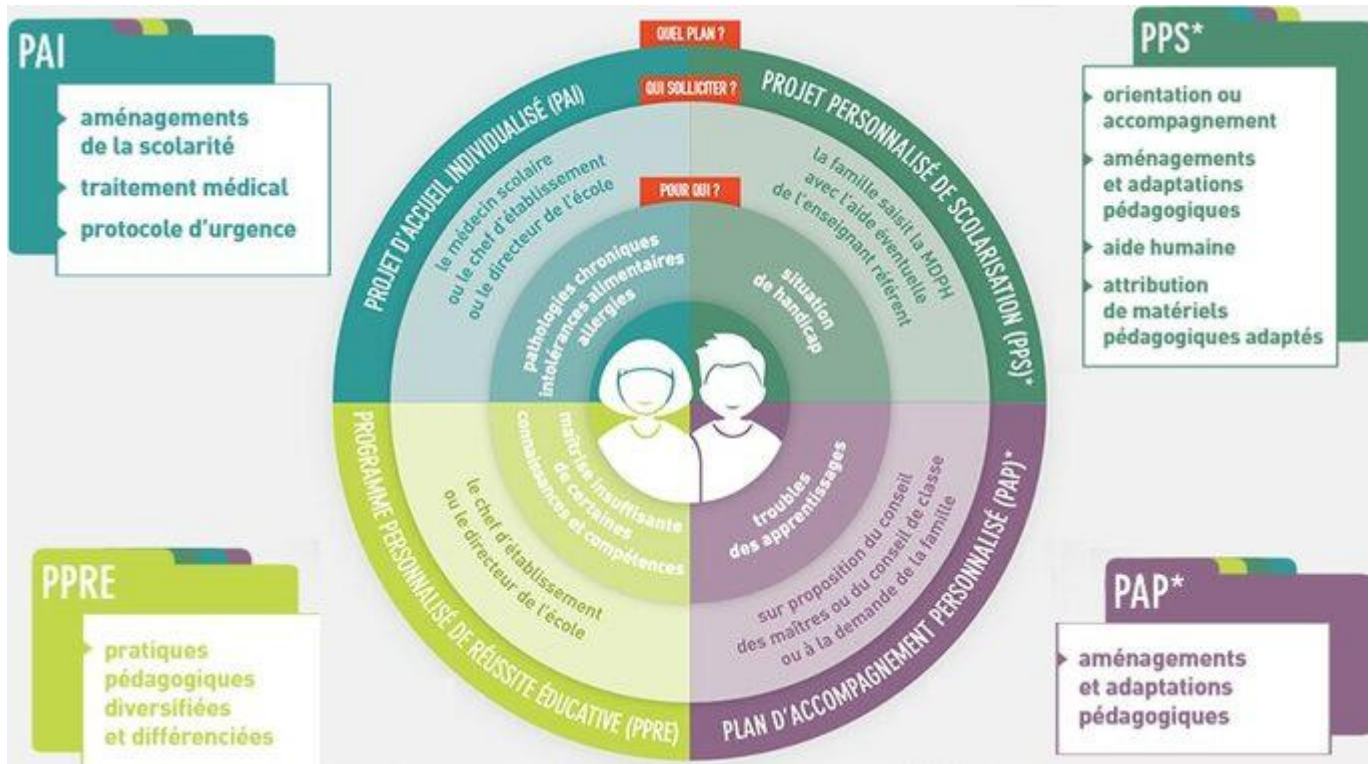 PAI
aménagements
de la scolarité
traitement médical
protocole d'urgence
QUEL PLAN ?
QUI SOLLICITER ?
POUR QUI ?
PROJET D'ACCUEIL INDIVIDUALISÉ (PAI)
le médecin scolaire
ou le chef d'établissement
ou le directeur de l'école
pathologies chroniques
intolérances alimentaires
allergies
PROJET PERSONNALISÉ DE SCOLARISATION (PPS)*
la famille saisit la MDPH
avec l'aide éventuelle
de l'enseignant référent
situation
de handicap
PPS*
orientation ou
accompagnement
aménagements
et adaptations
pédagogiques
aide humaine
attribution
de matériels
pédagogiques adaptés
PPRE
pratiques
pédagogiques
diversifiées
et différenciées
PROGRAMME PERSONNALISÉ DE RÉUSSITE ÉDUCATIVE (PPRE)
le chef d'établissement
ou le directeur de l'école
maîtrise insuffisante
de certaines
connaissances et compétences
PLAN D'ACCOMPAGNEMENT PERSONNALISÉ (PAP)*
sur proposition du conseil
des maîtres ou du conseil de classe
ou à la demande de la famille
troubles
des apprentissages
PAP*
aménagements
et adaptations
pédagogiques